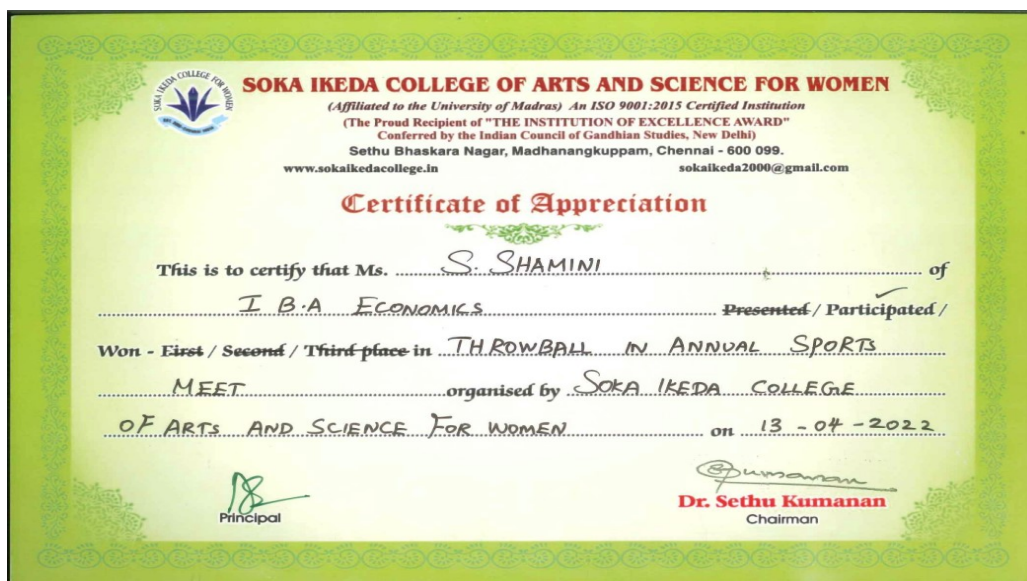 SOKA IKEDA COLLEGE FOR WOMEN
SOKA IKEDA COLLEGE OF ARTS AND SCIENCE FOR WOMEN
(Affiliated to the University of Madras) An ISO 9001:2015 Certified Institution
(The Proud Recipient of "THE INSTITUTION OF EXCELLENCE AWARD"
Conferred by the Indian Council of Gandhian Studies, New Delhi)
Sethu Bhaskara Nagar, Madhanangkuppam, Chennai - 600 099.
www.sokaikedacollege.in sokaikeda2000@gmail.com
Certificate of Appreciation
This is to certify that Ms. S. SHAMINI of
I B.A ECONOMICS Presented / Participated /
Won - First / Second / Third place in THROWBALL IN ANNUAL SPORTS
MEET organised by SOKA IKEDA COLLEGE
OF ARTS AND SCIENCE FOR WOMEN on 13 - 04 - 2022
Principal
Dr. Sethu Kumanan
Chairman